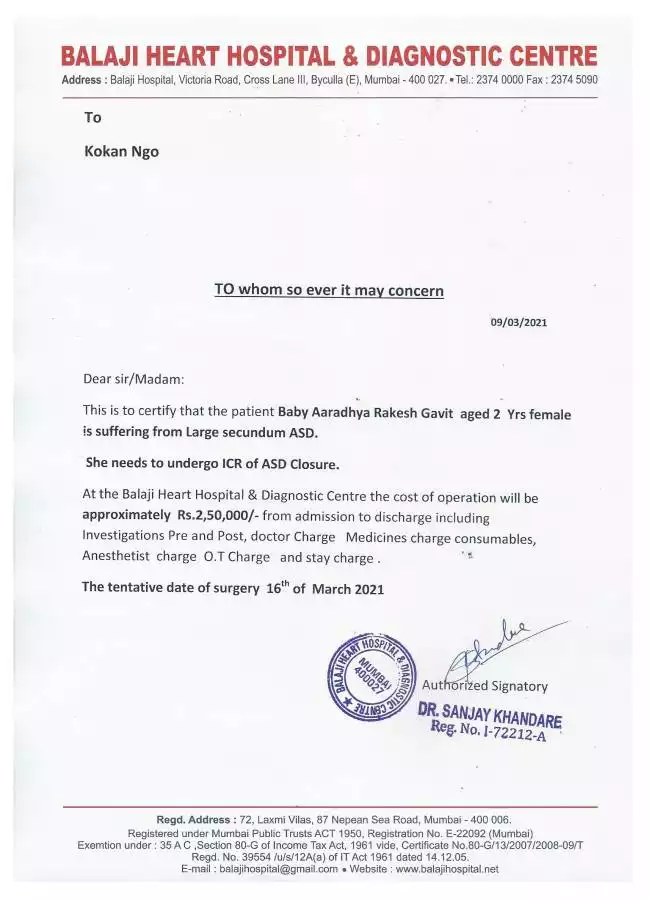 BALAJI HEART HOSPITAL & DIAGNOSTIC CENTRE
Address : Balaji Hospital, Victoria Road, Cross Lane III, Byculla (E), Mumbai - 400 027. • Tel.: 2374 0000 Fax : 2374 5090
To
Kokan Ngo
TO whom so ever it may concern
09/03/2021
Dear sir/Madam:
This is to certify that the patient Baby Aaradhya Rakesh Gavit aged 2 Yrs female
is suffering from Large secundum ASD.
She needs to undergo ICR of ASD Closure.
At the Balaji Heart Hospital & Diagnostic Centre the cost of operation will be
approximately Rs.2,50,000/- from admission to discharge including
Investigations Pre and Post, doctor Charge Medicines charge consumables,
Anesthetist charge O.T Charge and stay charge .
The tentative date of surgery 16th of March 2021
BALAJI HEART HOSPITAL & DIAGNOSTIC CENTRE
MUMBAI
400027
Authorized Signatory
DR. SANJAY KHANDARE
Reg. No. I-72212-A
Regd. Address : 72, Laxmi Vilas, 87 Nepean Sea Road, Mumbai - 400 006.
Registered under Mumbai Public Trusts ACT 1950, Registration No. E-22092 (Mumbai)
Exemtion under : 35 A C ,Section 80-G of Income Tax Act, 1961 vide, Certificate No.80-G/13/2007/2008-09/T
Regd. No. 39554 /u/s/12A(a) of IT Act 1961 dated 14.12.05.
E-mail : balajihospital@gmail.com • Website : www.balajihospital.net